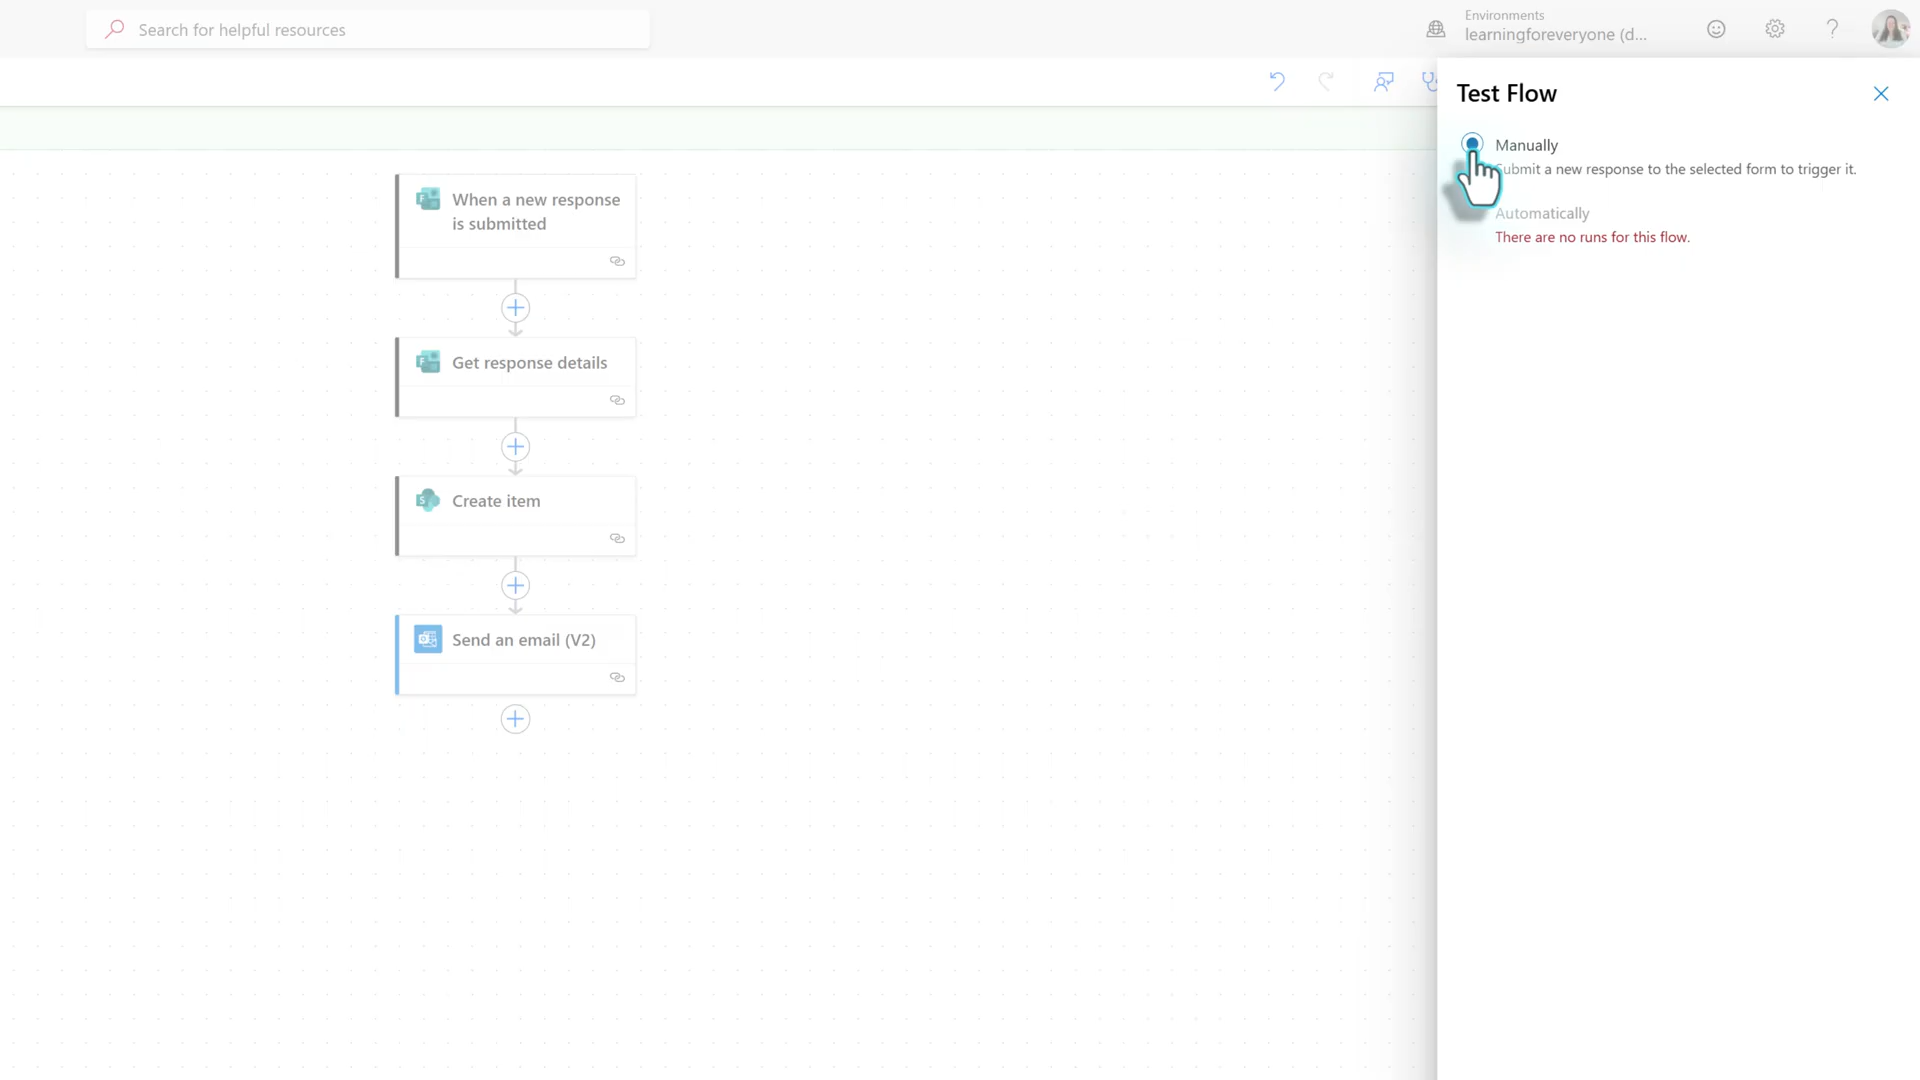 Search for helpful resources
Environments
learningforeveryone (d...
Test Flow
Manually
Submit a new response to the selected form to trigger it.
Automatically
There are no runs for this flow.
When a new response
is submitted
Get response details
Create item
Send an email (V2)